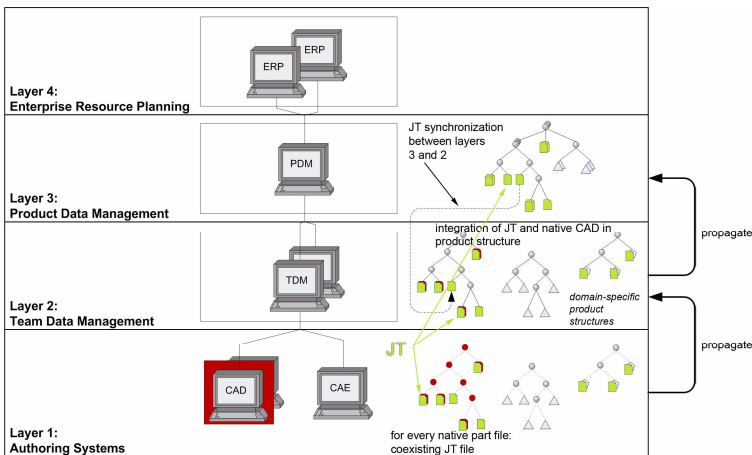 ERP
ERP
Layer 4:
Enterprise Resource Planning
JT synchronization
between layers
3 and 2
PDM
Layer 3:
Product Data Management
integration of JT and native CAD in
product structure
propagate
TDM
Layer 2:
Team Data Management
domain-specific
product
structures
propagate
JT
CAD
CAE
Layer 1:
Authoring Systems
for every native part file:
coexisting JT file